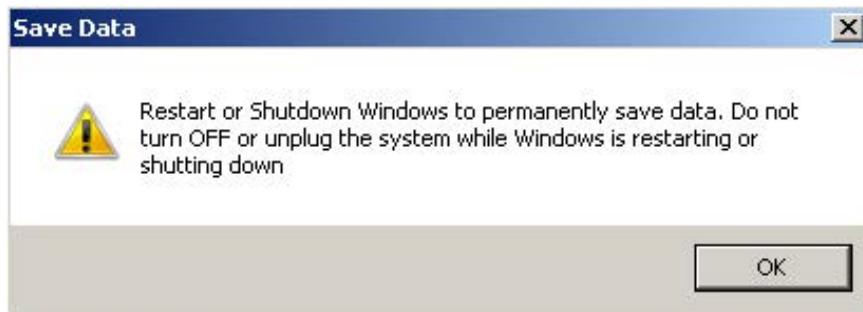 Save Data
Restart or Shutdown Windows to permanently save data. Do not
turn OFF or unplug the system while Windows is restarting or
shutting down
OK